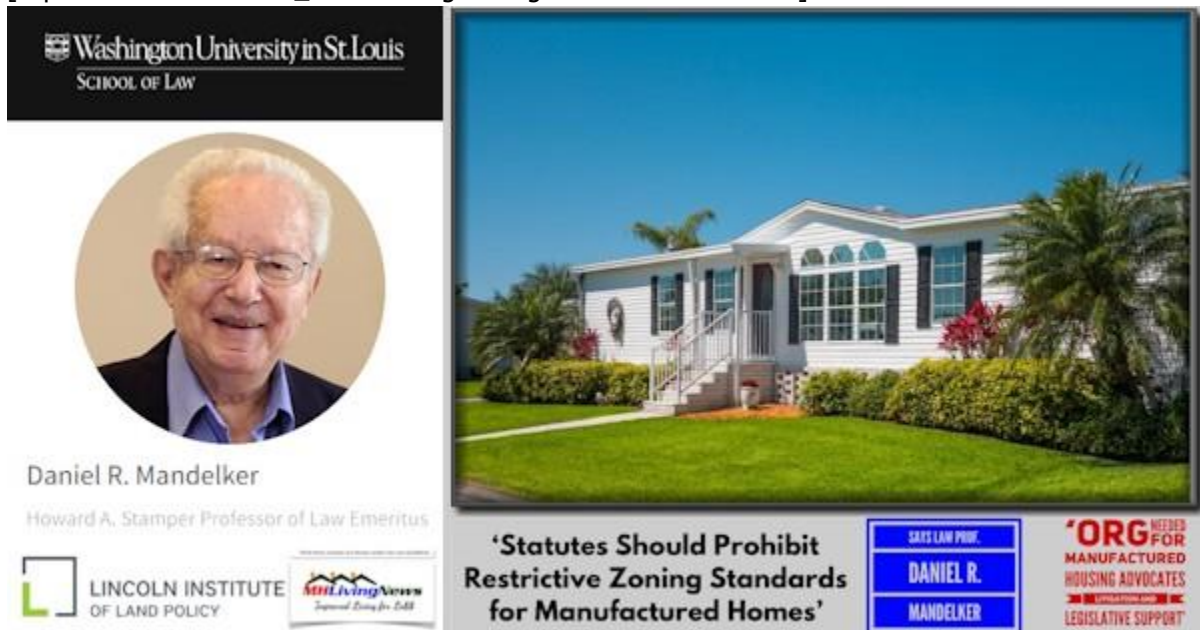 Washington University in St. Louis
SCHOOL OF LAW
Daniel R. Mandelker
Howard A. Stamper Professor of Law Emeritus
LINCOLN INSTITUTE
OF LAND POLICY
MHLivingNews
‘Statutes Should Prohibit
Restrictive Zoning Standards
for Manufactured Homes’
SAYS LAW PROF.
DANIEL R.
MANDELKER
‘ORG NEEDED
FOR
MANUFACTURED
HOUSING ADVOCATES
LITIGATION AND
LEGISLATIVE SUPPORT’